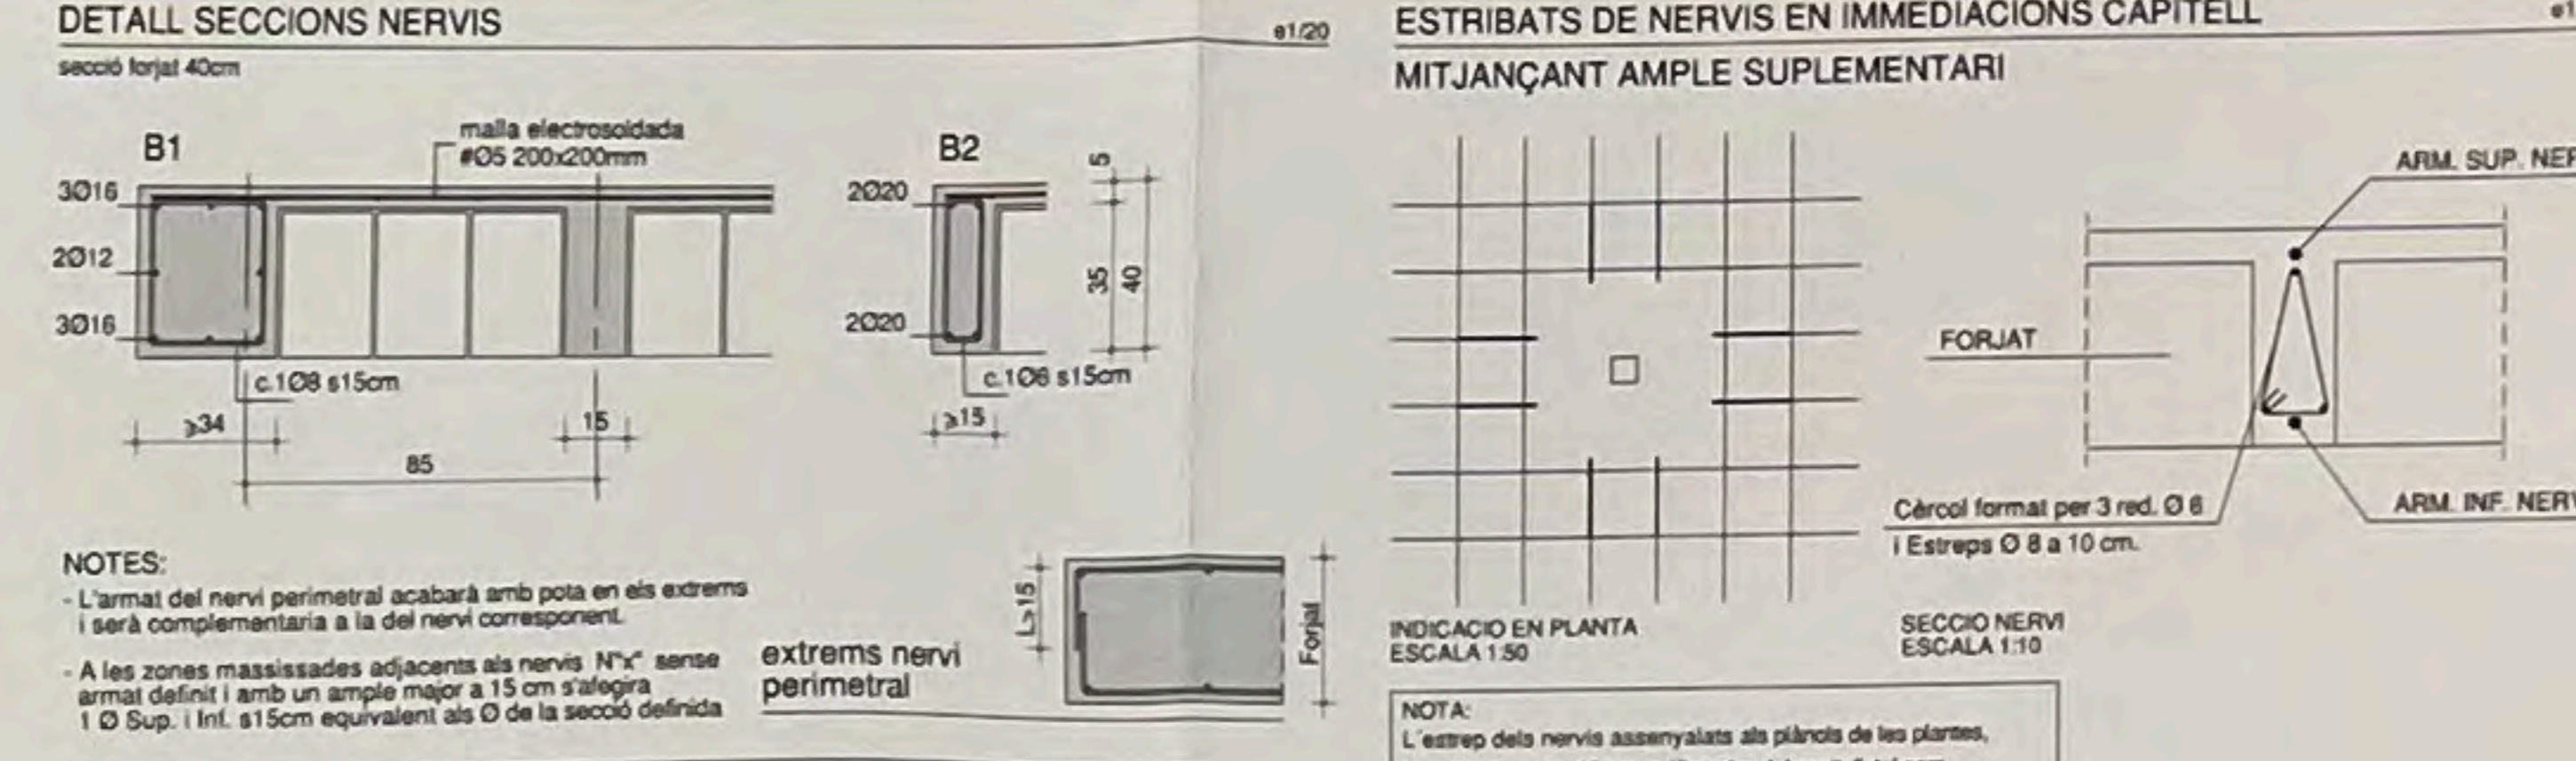 DETALL SECCIONS NERVIS
e1/20
secció forjat 40cm
B1
malla electrosoldada
#Ø5 200x200mm
3Ø16
2Ø12
3Ø16
c.1Ø8 s15cm
≥34
15
85
B2
2Ø20
2Ø20
c.1Ø6 s15cm
≥15
5
35
40
NOTES:
- L'armat del nervi perimetral acabarà amb pota en els extrems
i serà complementaria a la del nervi corresponent.
- A les zones massissades adjacents als nervis N"x" sense
armat definit i amb un ample major a 15 cm s'afegira
1 Ø Sup. i Inf. s15cm equivalent als Ø de la secció definida
extrems nervi
perimetral
L>15
Forjat
ESTRIBATS DE NERVIS EN IMMEDIACIONS CAPITELL
MITJANÇANT AMPLE SUPLEMENTARI
INDICACIO EN PLANTA
ESCALA 1:50
ARM. SUP.
FORJAT
Cèrcol format per 3 red. Ø 6
i Estreps Ø 8 a 10 cm.
ARM. INF.
SECCIO NERVI
ESCALA 1:10
NOTA:
L'estrep dels nervis assenyalats als plànols de les plantes,